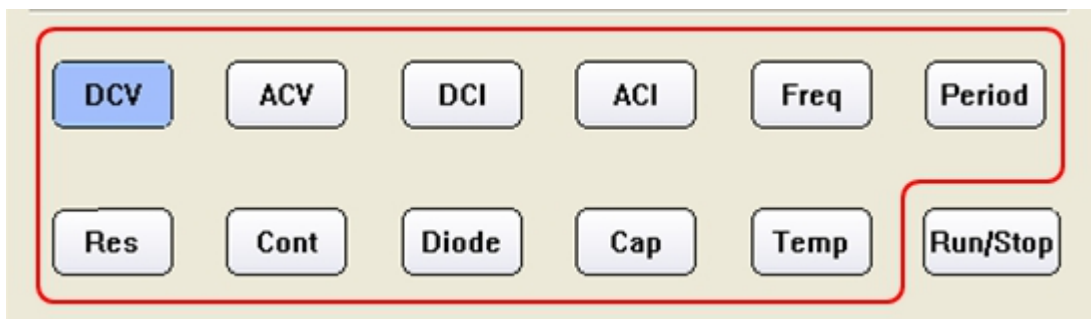 DCV ACV DCI ACI Freq Period
Res Cont Diode Cap Temp Run/Stop